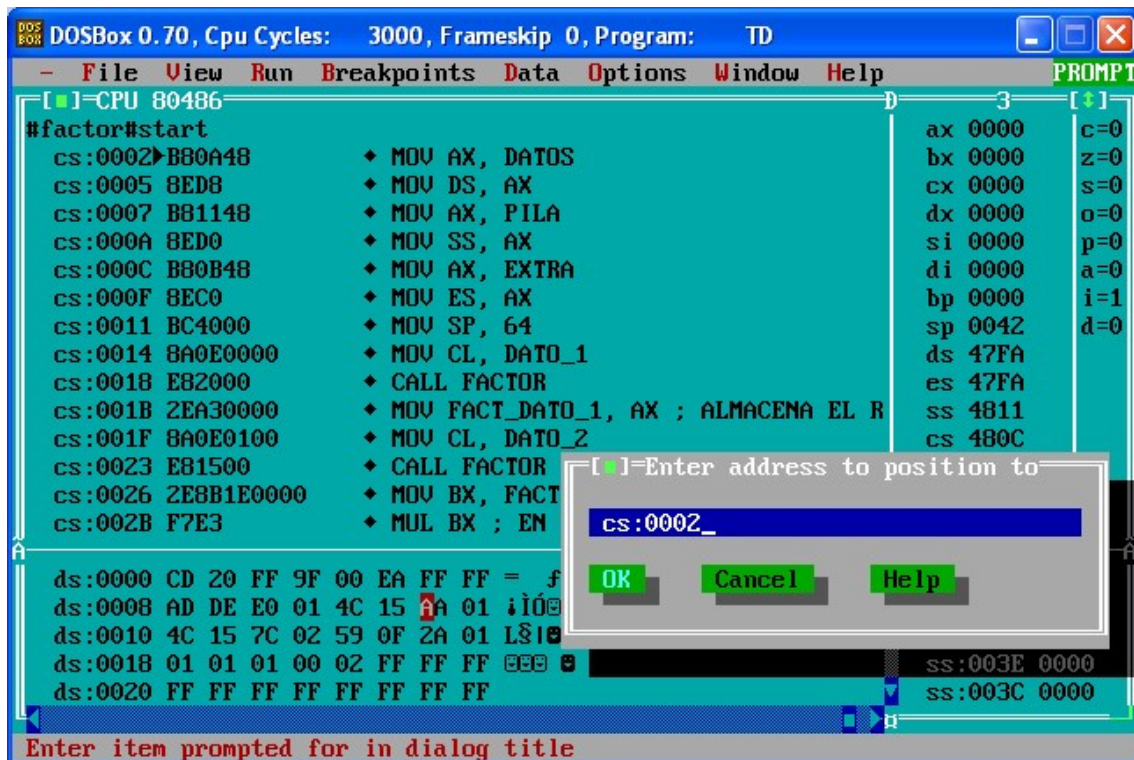 DOSBox 0.70, Cpu Cycles: 3000, Frameskip 0, Program: TD
- File View Run Breakpoints Data Options Window Help PROMPT
[■]=CPU 80486 D 3 [↕]
#factor#start ax 0000 c=0
cs:0002►B80A48 ♦ MOV AX, DATOS bx 0000 z=0
cs:0005 8ED8 ♦ MOV DS, AX cx 0000 s=0
cs:0007 B81148 ♦ MOV AX, PILA dx 0000 o=0
cs:000A 8ED0 ♦ MOV SS, AX si 0000 p=0
cs:000C B80B48 ♦ MOV AX, EXTRA di 0000 a=0
cs:000F 8EC0 ♦ MOV ES, AX bp 0000 i=1
cs:0011 BC4000 ♦ MOV SP, 64 sp 0042 d=0
cs:0014 8A0E0000 ♦ MOV CL, DATO_1 ds 47FA
cs:0018 E82000 ♦ CALL FACTOR es 47FA
cs:001B 2EA30000 ♦ MOV FACT_DATO_1, AX ; ALMACENA EL R ss 4811
cs:001F 8A0E0100 ♦ MOV CL, DATO_2 cs 480C
cs:0023 E81500 ♦ CALL FACTOR
cs:0026 2E8B1E0000 ♦ MOV BX, FACT
cs:002B F7E3 ♦ MUL BX ; EN
[■]=Enter address to position to
cs:0002_
OK Cancel Help
ds:0000 CD 20 FF 9F 00 EA FF FF = ƒ
ds:0008 AD DE E0 01 4C 15 AA 01
ds:0010 4C 15 7C 02 59 0F 2A 01 L§|☻
ds:0018 01 01 01 00 02 FF FF FF ☺☺☺ ☻ ss:003E 0000
ds:0020 FF FF FF FF FF FF FF FF ss:003C 0000
Enter item prompted for in dialog title